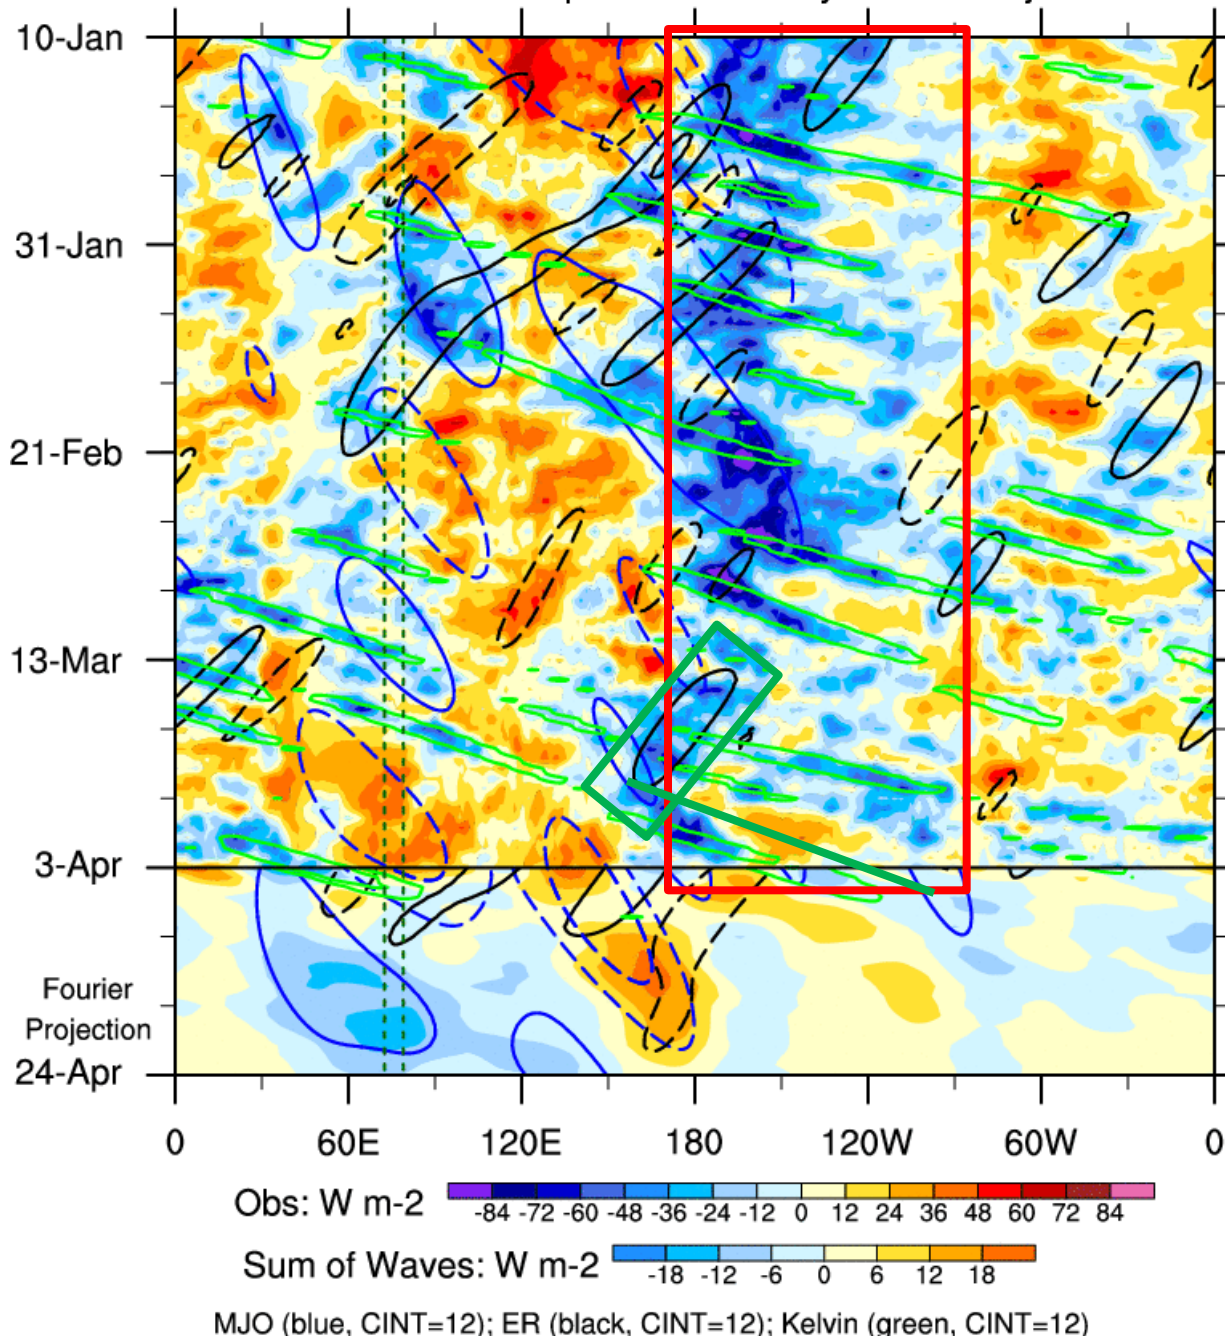 10-Jan
31-Jan
21-Feb
13-Mar
3-Apr
Fourier
Projection
24-Apr
0 60E 120E 180 120W 60W 0
Obs: W m-2
-84 -72 -60 -48 -36 -24 -12 0 12 24 36 48 60 72 84
Sum of Waves: W m-2
-18 -12 -6 0 6 12 18
MJO (blue, CINT=12); ER (black, CINT=12); Kelvin (green, CINT=12)